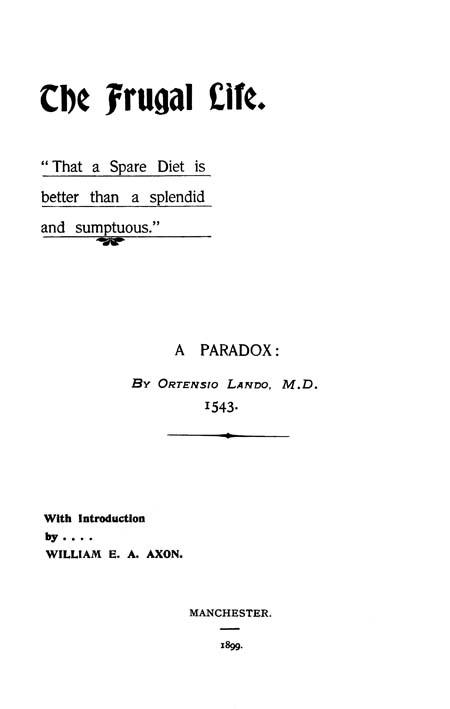 The Frugal Life.
“That a Spare Diet is
better than a splendid
and sumptuous.”
A PARADOX:
By Ortensio Lando, M.D.
1543.
With Introduction
by . . . .
WILLIAM E. A. AXON.
MANCHESTER.
1899.